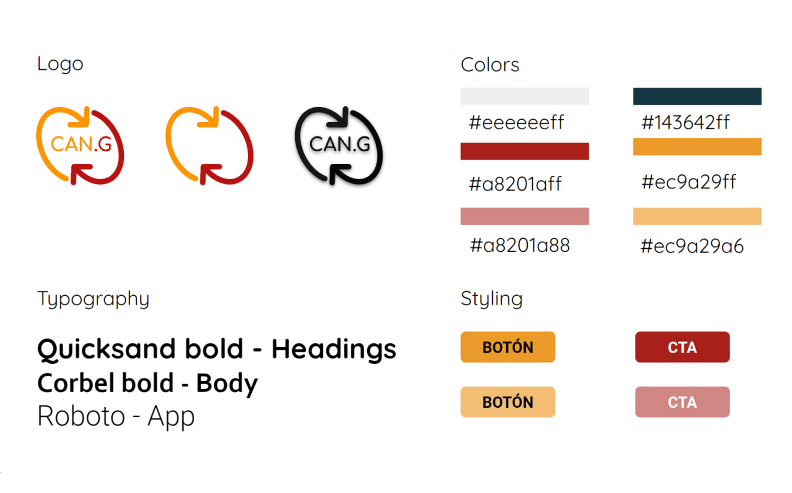 Logo
CAN.G
CAN.G
Colors
#eeeeeeff
#143642ff
#a8201aff
#ec9a29ff
#a8201a88
#ec9a29a6
Typography
Quicksand bold - Headings
Corbel bold - Body
Roboto - App
Styling
BOTÓN
CTA
BOTÓN
CTA